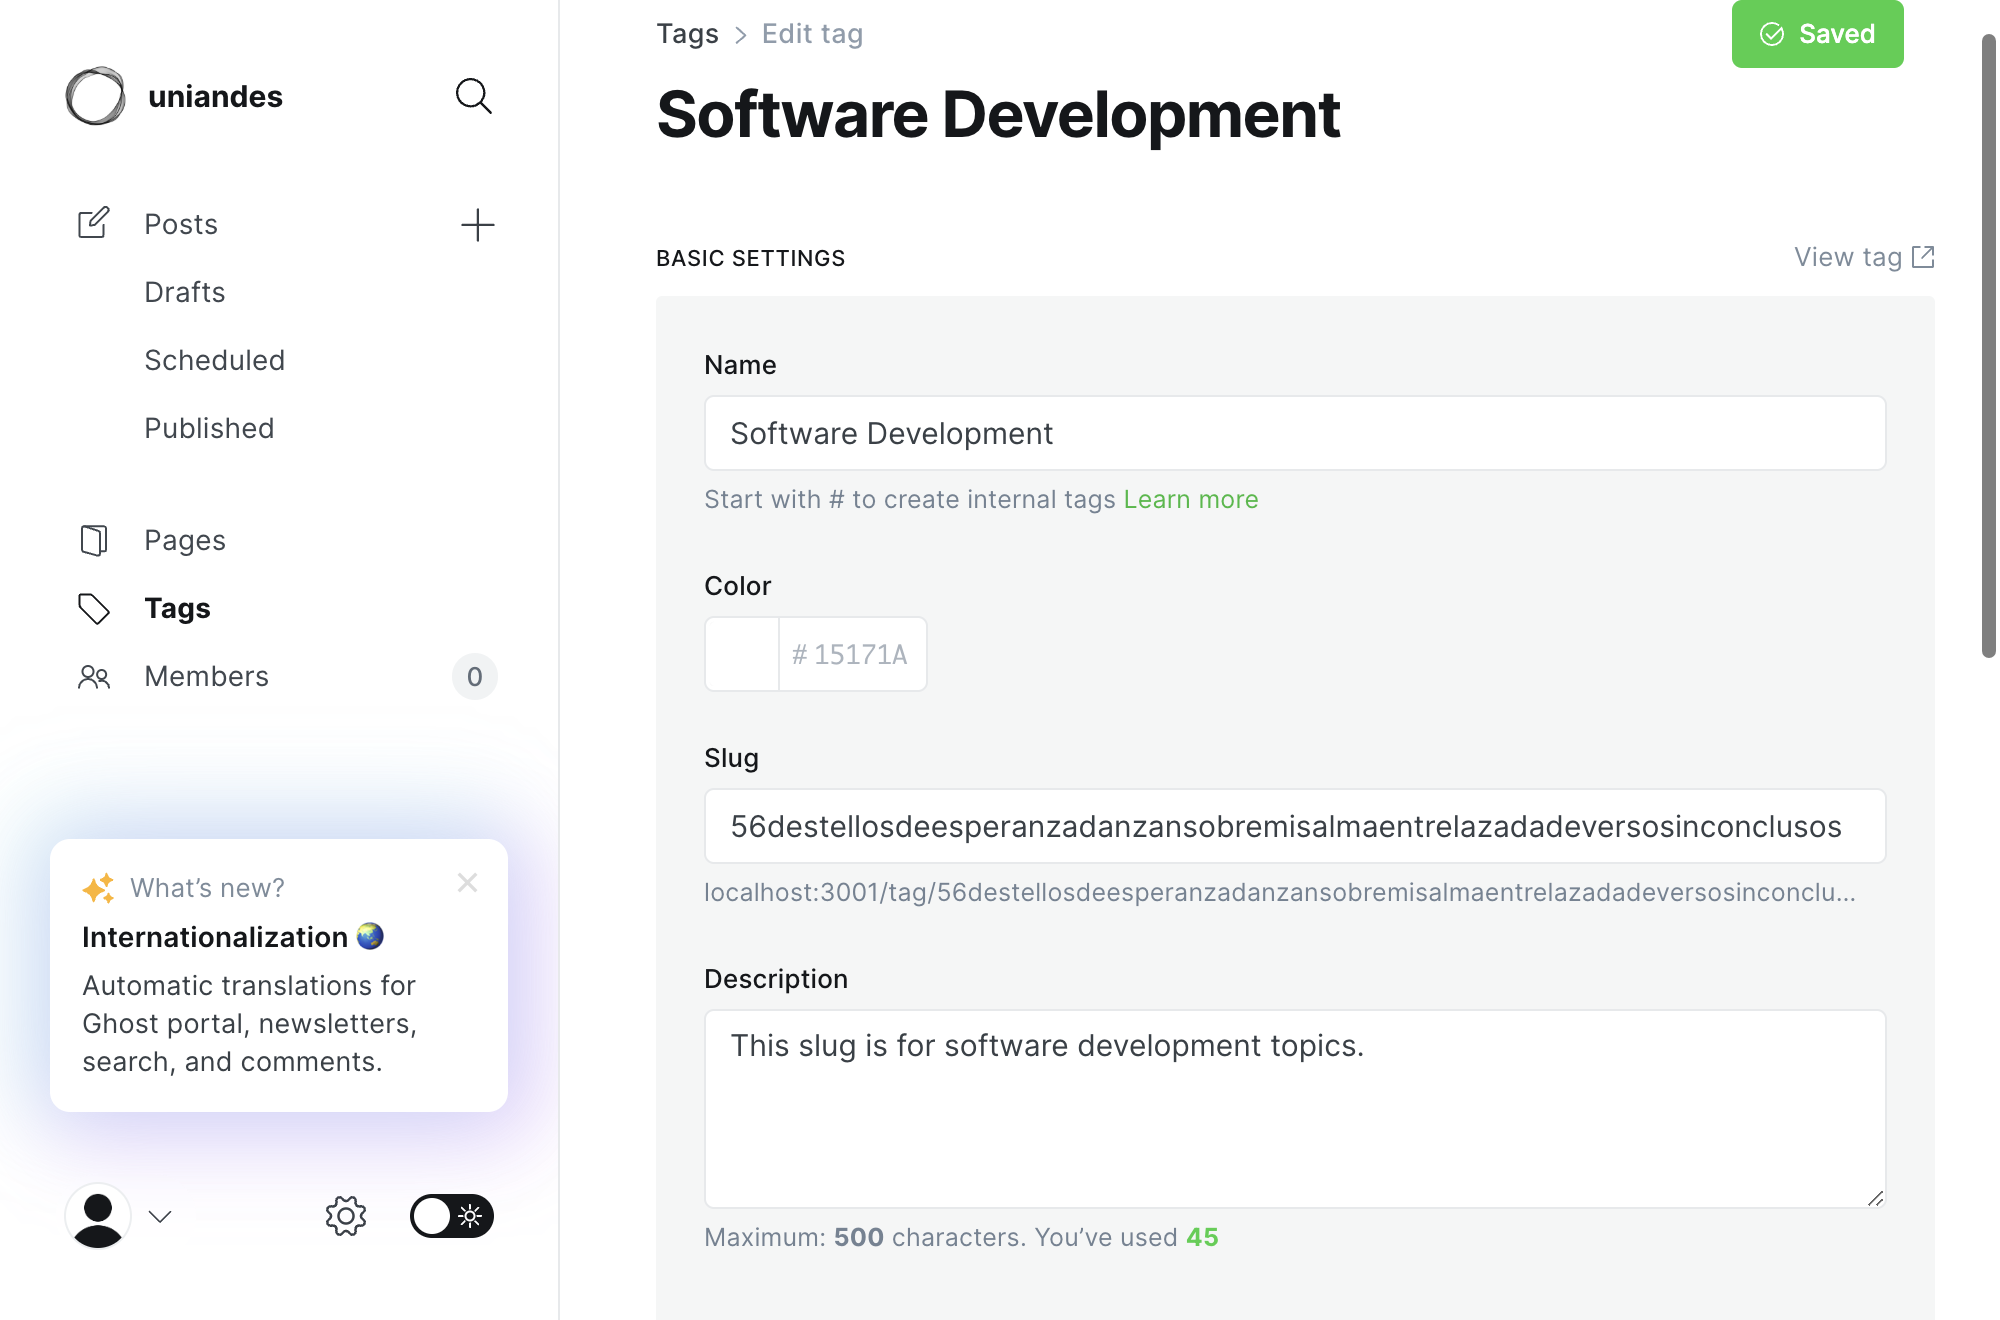 uniandes
Posts
Drafts
Scheduled
Published
Pages
Tags
Members
0
What’s new?
Internationalization
Automatic translations for
Ghost portal, newsletters,
search, and comments.
Tags > Edit tag
Saved
Software Development
BASIC SETTINGS
View tag
Name
Software Development
Start with # to create internal tags Learn more
Color
# 15171A
Slug
56destellosdeesperanzadanzansobremisalmaentrelazadadeversosinconclusos
localhost:3001/tag/56destellosdeesperanzadanzansobremisalmaentrelazadadeversosinconclu...
Description
This slug is for software development topics.
Maximum: 500 characters. You’ve used 45